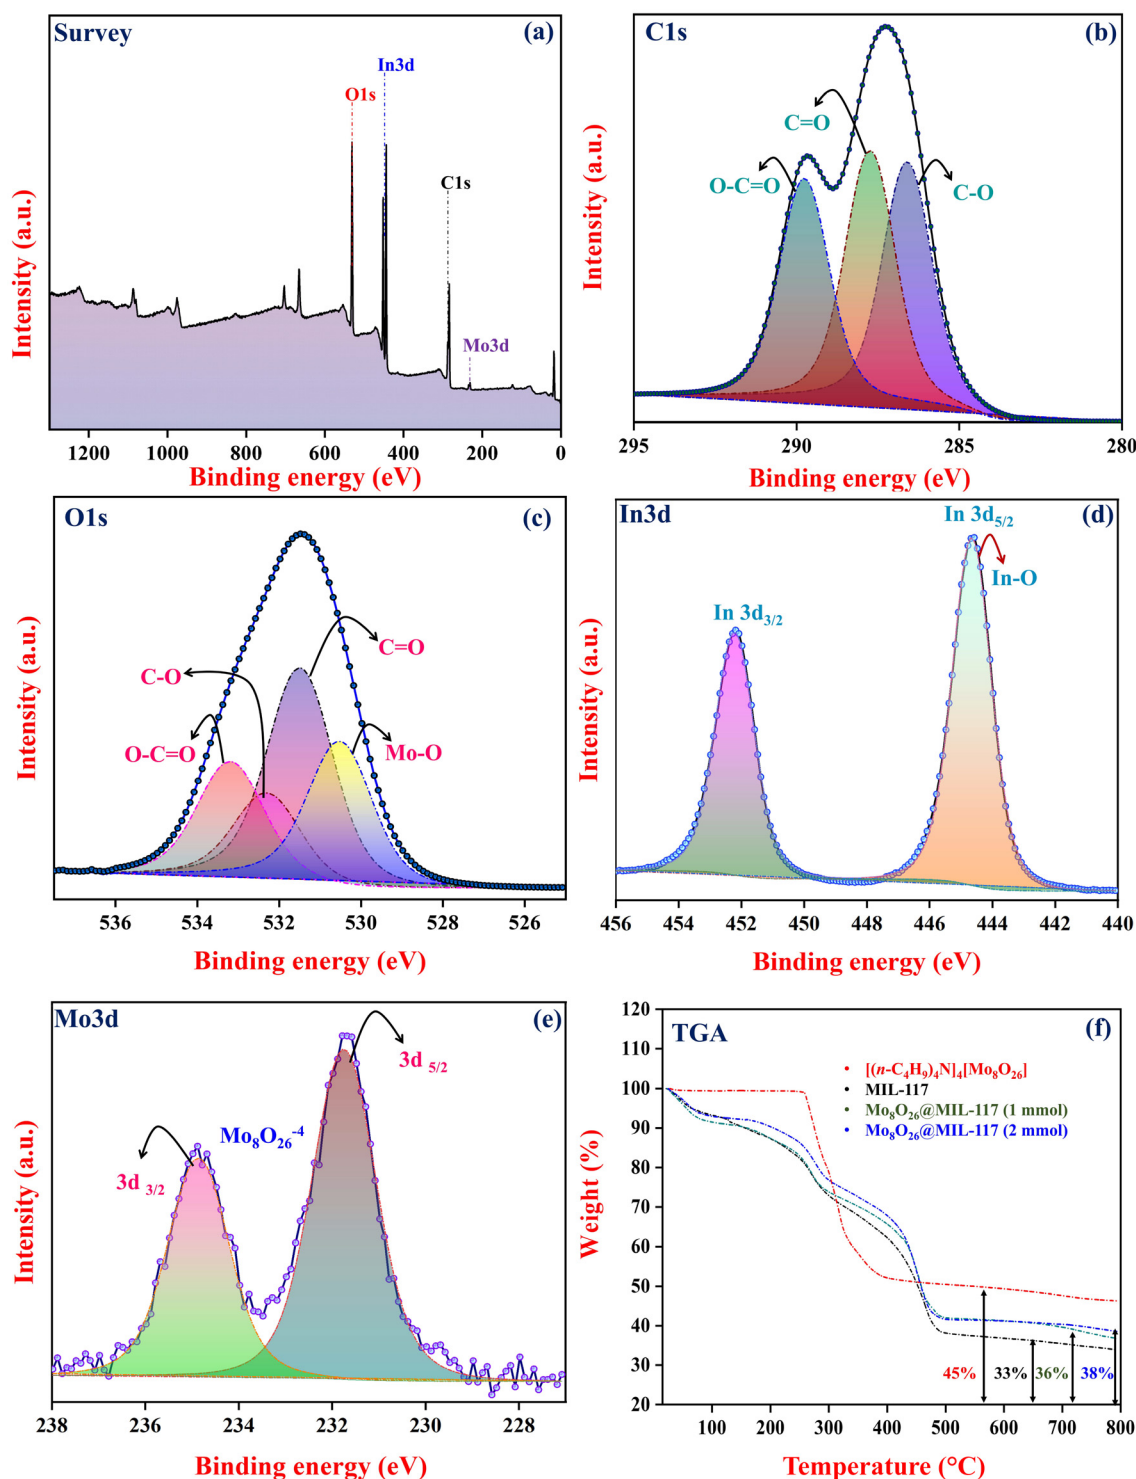 Survey
(a)
In3d
O1s
C1s
Mo3d
Intensity (a.u.)
1200 1000 800 600 400 200 0
Binding energy (eV)
C1s
(b)
C=O
O-C=O
C-O
Intensity (a.u.)
295 290 285 280
Binding energy (eV)
O1s
(c)
C=O
C-O
O-C=O
Mo-O
Intensity (a.u.)
536 534 532 530 528 526
Binding energy (eV)
In3d
In 3d5/2
(d)
In-O
In 3d3/2
Intensity (a.u.)
456 454 452 450 448 446 444 442 440
Binding energy (eV)
Mo3d
(e)
3d 5/2
Mo8O26-4
3d 3/2
Intensity (a.u.)
238 236 234 232 230 228
Binding energy (eV)
TGA
(f)
[(n-C4H9)4N]4[Mo8O26]
MIL-117
Mo8O26@MIL-117 (1 mmol)
Mo8O26@MIL-117 (2 mmol)
Weight (%)
120
110
100
90
80
70
60
50
40
30
20
45% 33% 36% 38%
100 200 300 400 500 600 700 800
Temperature (°C)